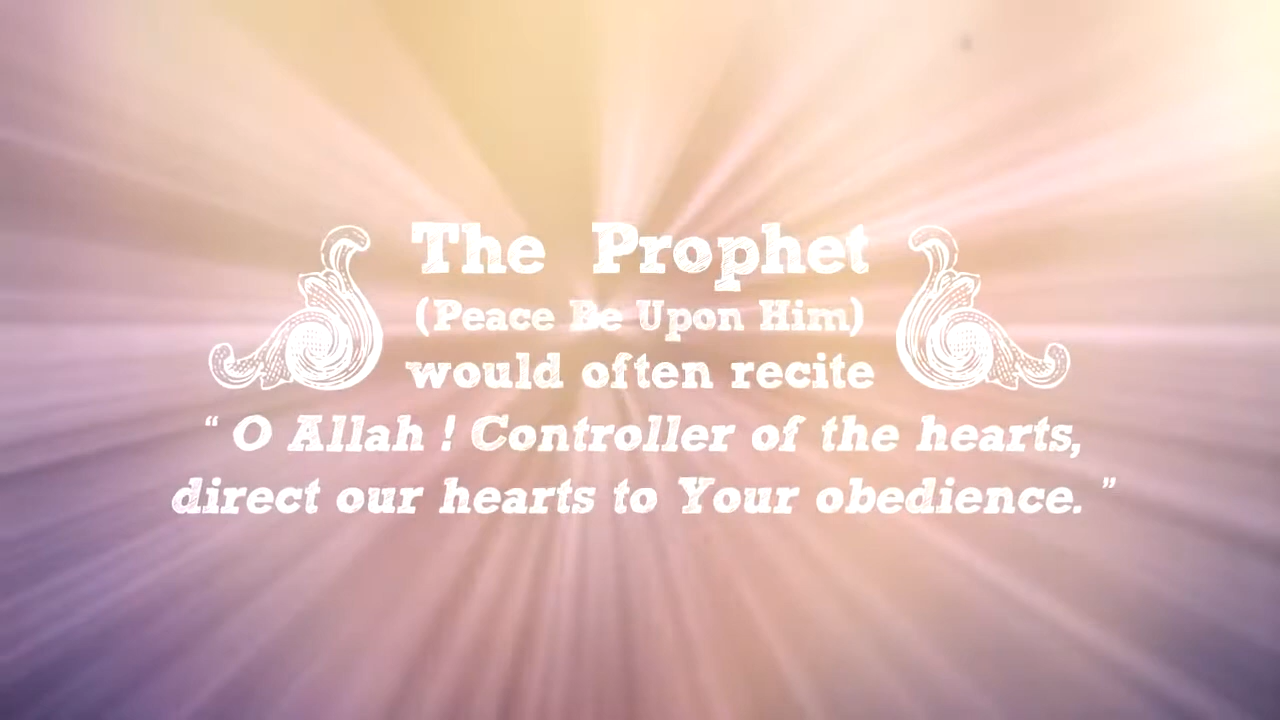 The Prophet
(Peace Be Upon Him)
would often recite
“ O Allah ! Controller of the hearts,
direct our hearts to Your obedience. ”